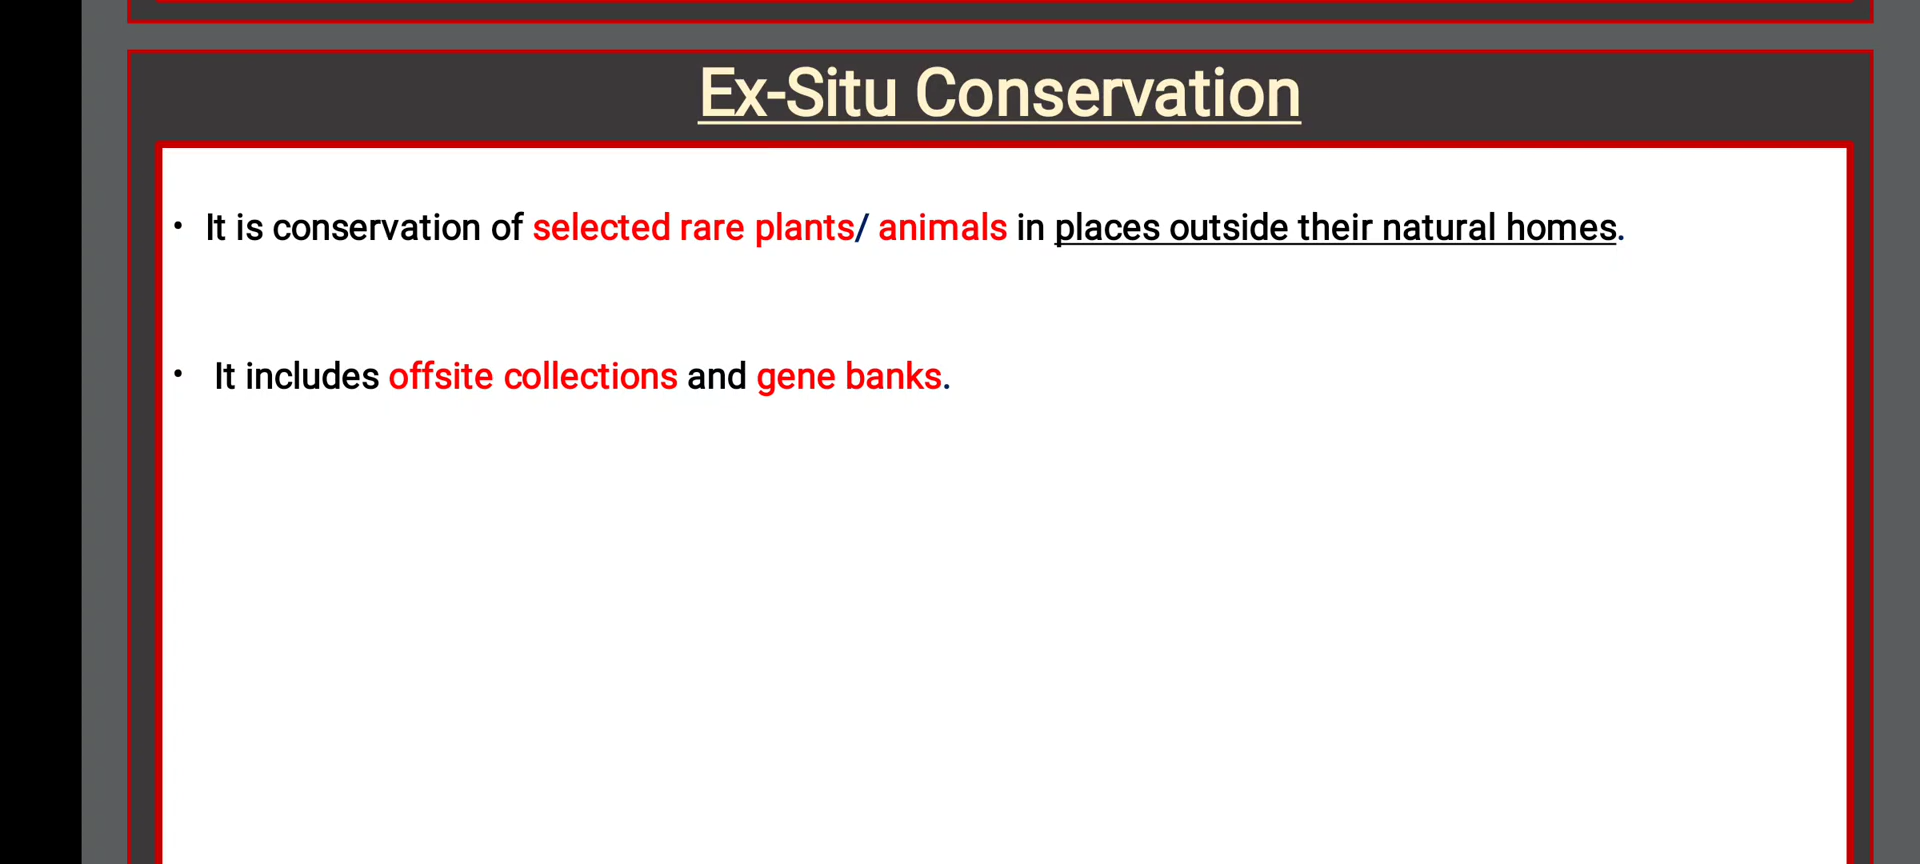 Ex-Situ Conservation
• It is conservation of selected rare plants/ animals in places outside their natural homes.
• It includes offsite collections and gene banks.